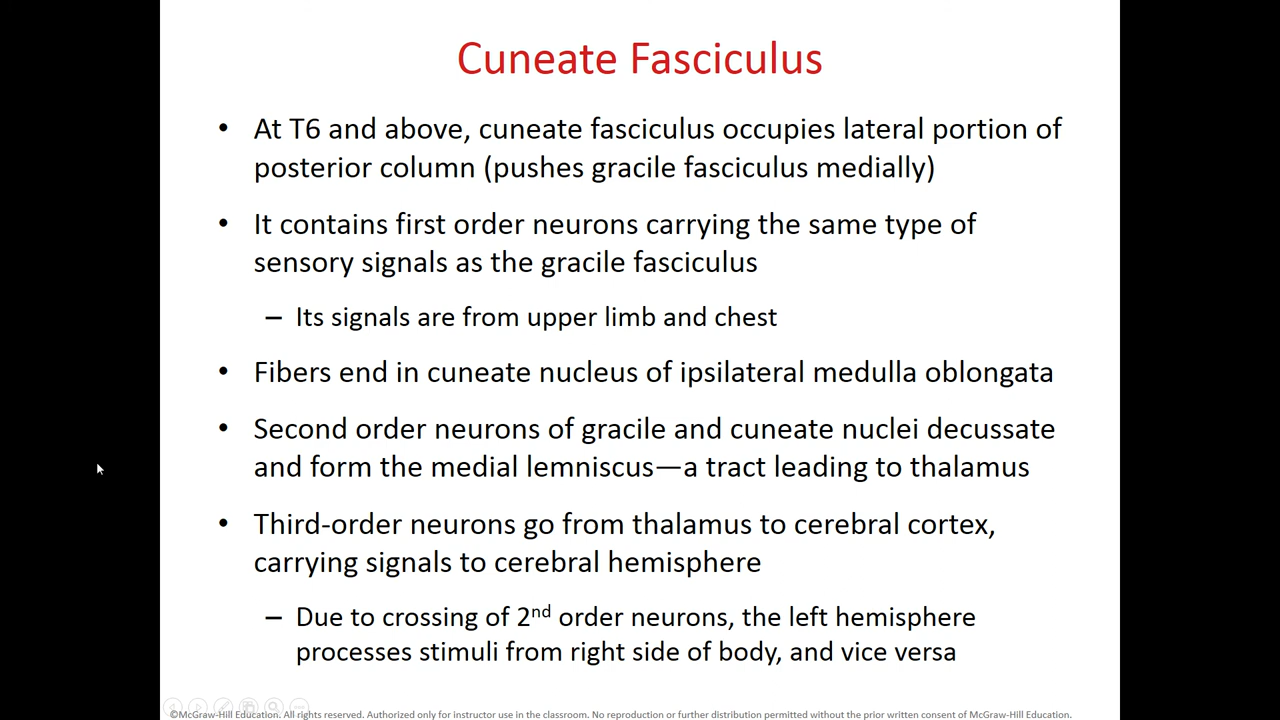 Cuneate Fasciculus
• At T6 and above, cuneate fasciculus occupies lateral portion of
posterior column (pushes gracile fasciculus medially)
• It contains first order neurons carrying the same type of
sensory signals as the gracile fasciculus
– Its signals are from upper limb and chest
• Fibers end in cuneate nucleus of ipsilateral medulla oblongata
• Second order neurons of gracile and cuneate nuclei decussate
and form the medial lemniscus—a tract leading to thalamus
• Third-order neurons go from thalamus to cerebral cortex,
carrying signals to cerebral hemisphere
– Due to crossing of 2nd order neurons, the left hemisphere
processes stimuli from right side of body, and vice versa
©McGraw-Hill Education. All rights reserved. Authorized only for instructor use in the classroom. No reproduction or further distribution permitted without the prior written consent of McGraw-Hill Education.